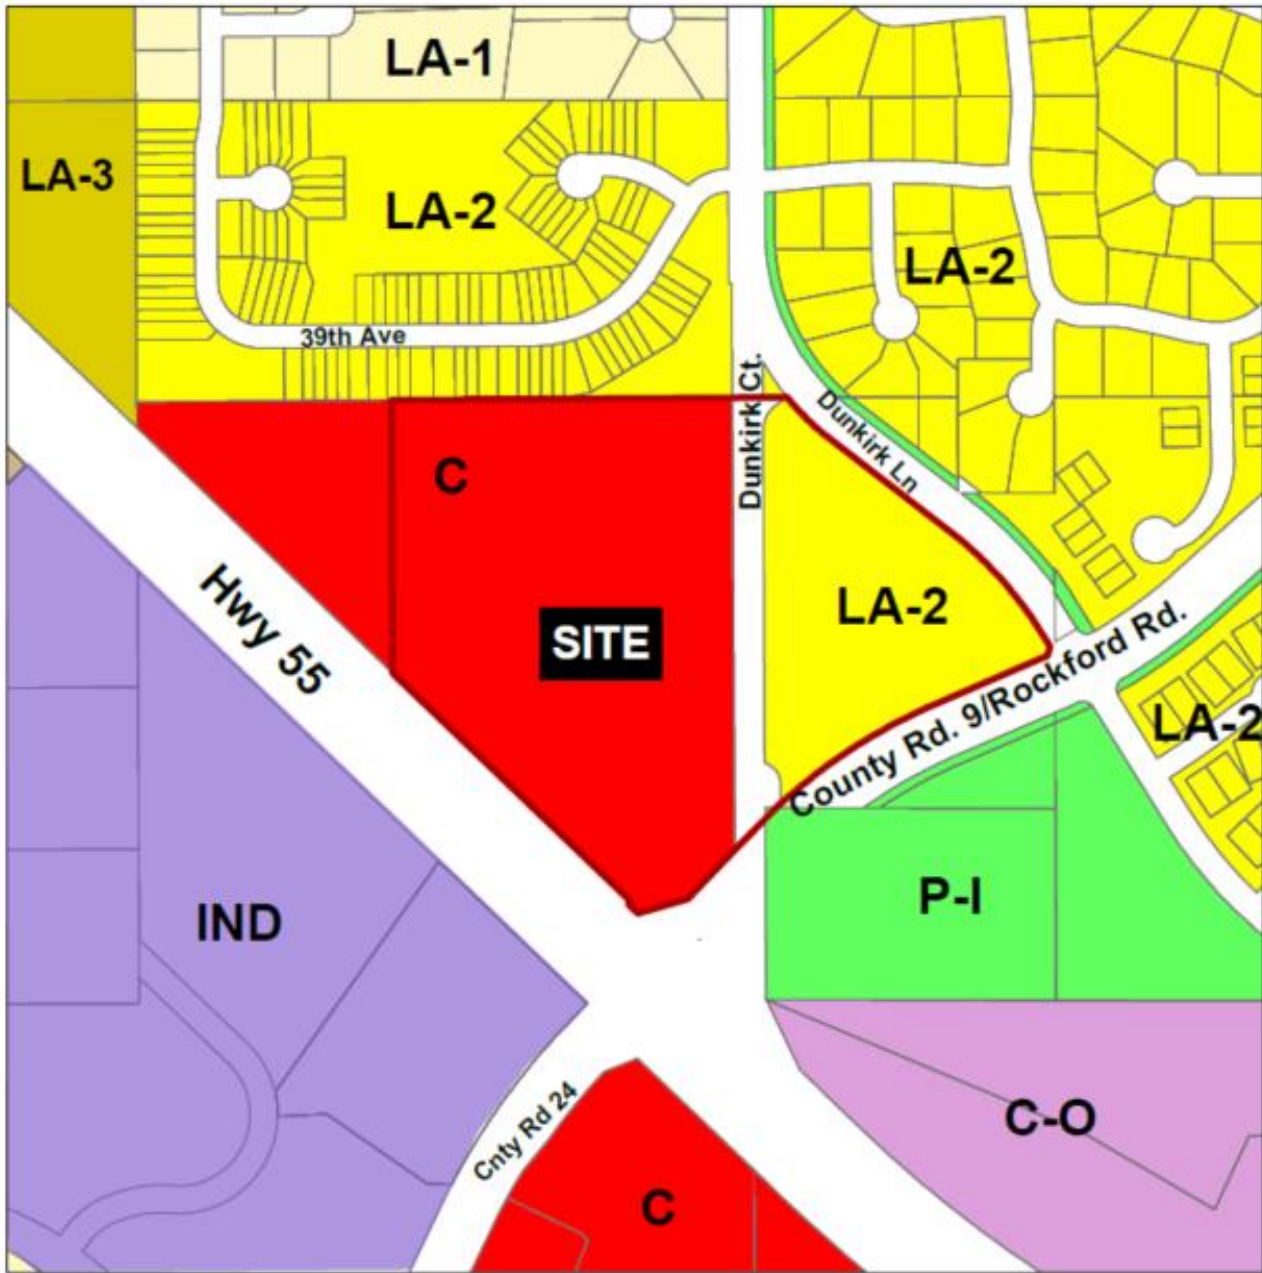 LA-1
LA-3
LA-2
LA-2
39th Ave
Dunkirk Ct.
Dunkirk Ln
C
Hwy 55
SITE
LA-2
County Rd. 9/Rockford Rd.
LA-2
P-I
IND
Cnty Rd 24
C-O
C